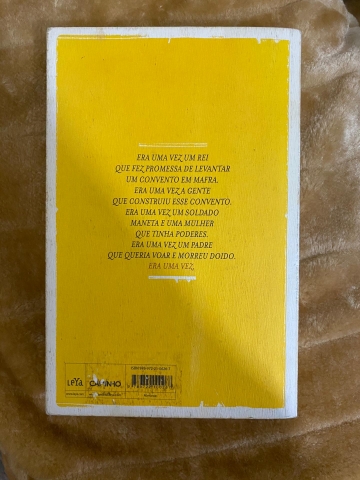 ERA UMA VEZ UM REI
QUE FEZ PROMESSA DE LEVANTAR
UM CONVENTO EM MAFRA.
ERA UMA VEZ A GENTE
QUE CONSTRUIU ESSE CONVENTO.
ERA UMA VEZ UM SOLDADO
MANETA E UMA MULHER
QUE TINHA PODERES.
ERA UMA VEZ UM PADRE
QUE QUERIA VOAR E MORREU DOIDO.
ERA UMA VEZ.
LeYa
CAMINHO